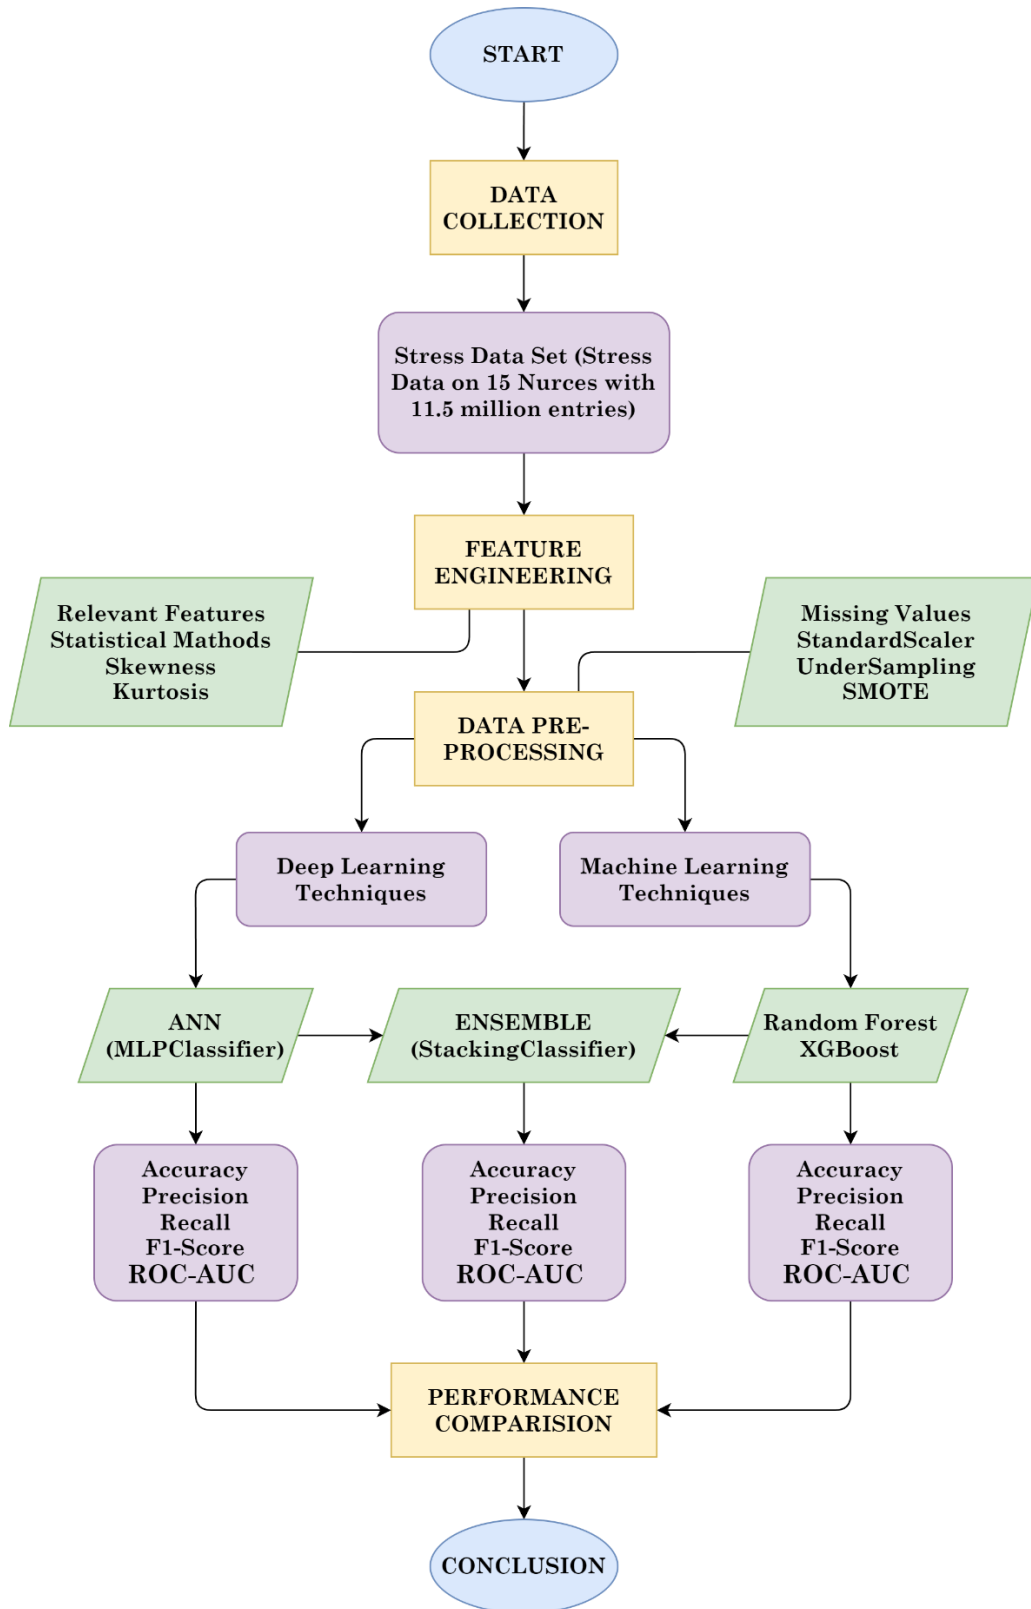 START
DATA
COLLECTION
Stress Data Set (Stress
Data on 15 Nurces with
11.5 million entries)
FEATURE
ENGINEERING
Relevant Features
Statistical Mathods
Skewness
Kurtosis
Missing Values
StandardScaler
UnderSampling
SMOTE
DATA PRE-
PROCESSING
Deep Learning
Techniques
Machine Learning
Techniques
ANN
(MLPClassifier)
ENSEMBLE
(StackingClassifier)
Random Forest
XGBoost
Accuracy
Precision
Recall
F1-Score
ROC-AUC
Accuracy
Precision
Recall
F1-Score
ROC-AUC
Accuracy
Precision
Recall
F1-Score
ROC-AUC
PERFORMANCE
COMPARISION
CONCLUSION